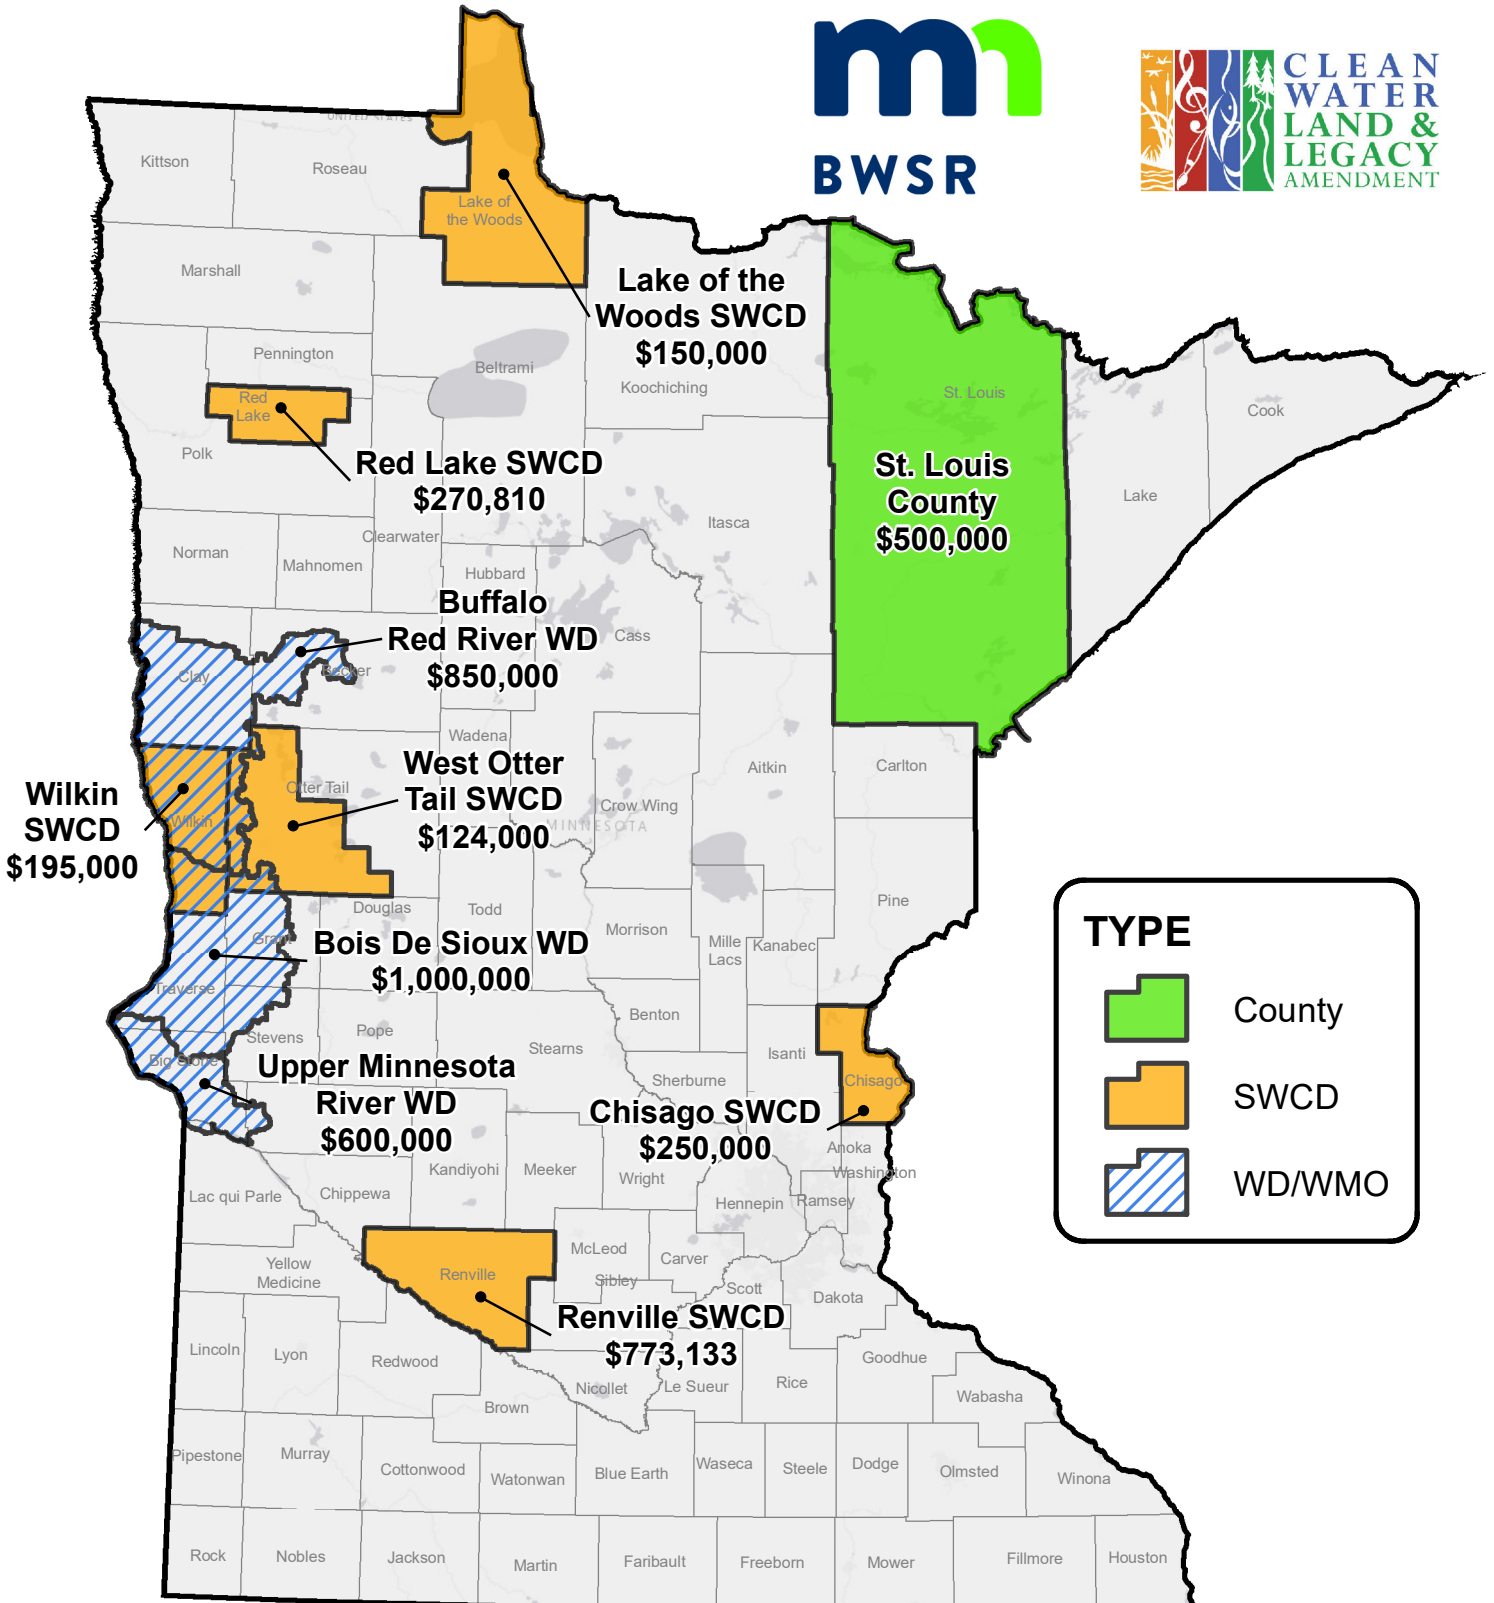 mn
BWSR
CLEAN
WATER
LAND &
LEGACY
AMENDMENT
UNITED STATES
Kittson
Roseau
Lake of
the Woods
Marshall
Lake of the
Woods SWCD
$150,000
Pennington
Beltrami
Koochiching
St. Louis
Cook
Red
Lake
Polk
Red Lake SWCD
$270,810
St. Louis
County
$500,000
Lake
Itasca
Clearwater
Norman
Mahnomen
Hubbard
Buffalo
Red River WD
$850,000
Cass
Becker
Clay
Wadena
West Otter
Tail SWCD
$124,000
Aitkin
Carlton
Otter Tail
Wilkin
SWCD
$195,000
Wilkin
Crow Wing
MINNESOTA
TYPE
County
SWCD
WD/WMO
Douglas
Todd
Pine
Morrison
Mille
Lacs
Kanabec
Grant
Bois De Sioux WD
$1,000,000
Traverse
Benton
Pope
Stevens
Stearns
Isanti
Big Stone
Upper Minnesota
River WD
$600,000
Sherburne
Chisago
Chisago SWCD
$250,000
Anoka
Washington
Kandiyohi
Meeker
Wright
Lac qui Parle
Chippewa
Hennepin
Ramsey
McLeod
Carver
Yellow
Medicine
Renville
Sibley
Scott
Dakota
Renville SWCD
$773,133
Lincoln
Lyon
Redwood
Goodhue
Nicollet
Le Sueur
Rice
Wabasha
Brown
Pipestone
Murray
Cottonwood
Watonwan
Blue Earth
Waseca
Steele
Dodge
Olmsted
Winona
Rock
Nobles
Jackson
Martin
Faribault
Freeborn
Mower
Fillmore
Houston